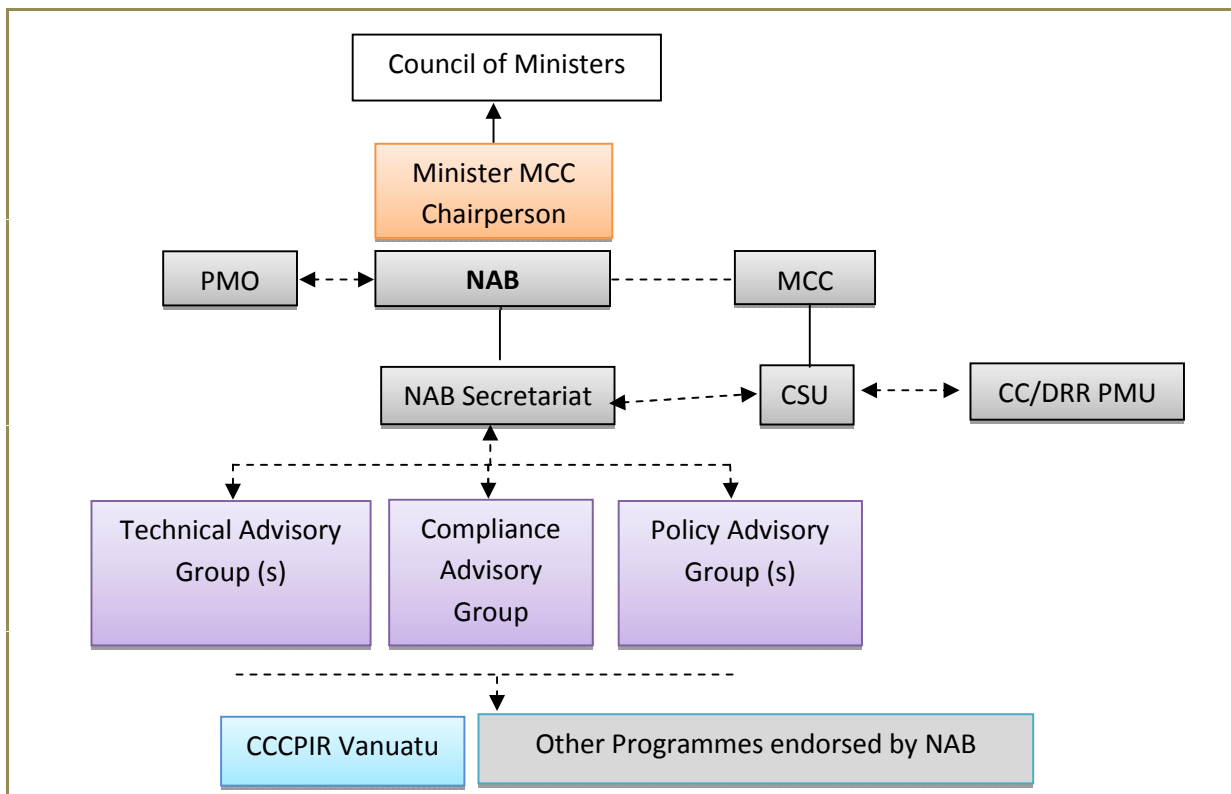 Council of Ministers
Minister MCC
Chairperson
PMO
NAB
MCC
NAB Secretariat
CSU
CC/DRR PMU
Technical Advisory
Group (s)
Compliance
Advisory
Group
Policy Advisory
Group (s)
CCCPIR Vanuatu
Other Programmes endorsed by NAB